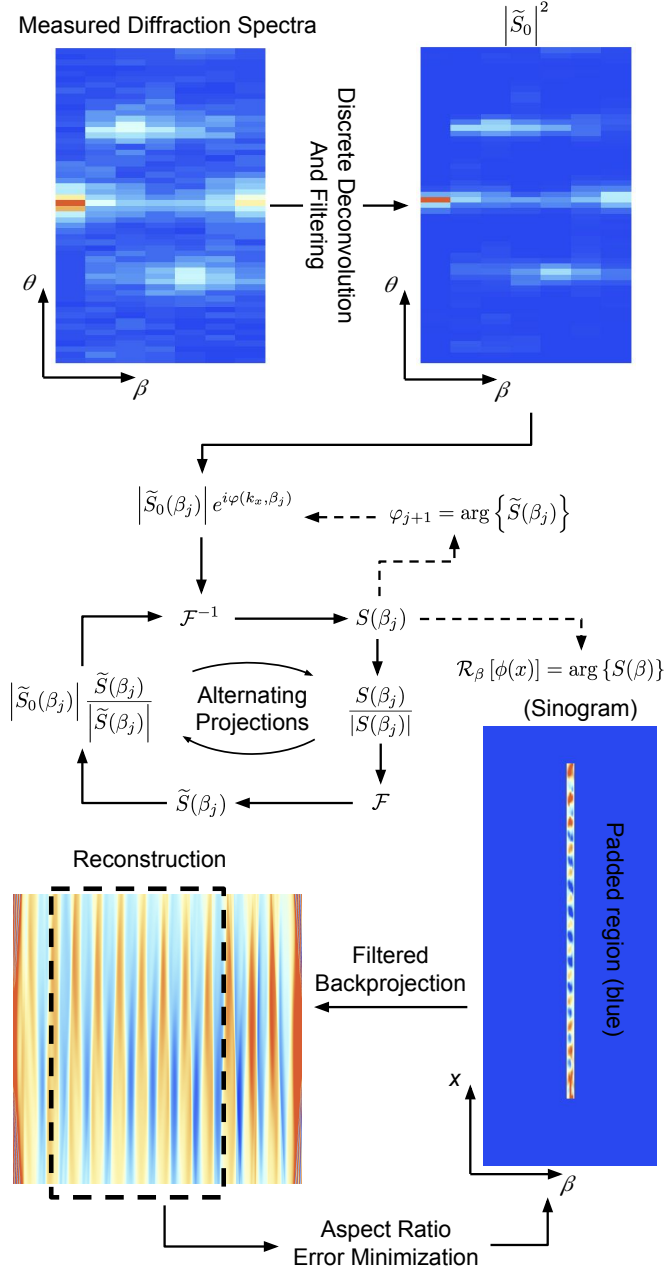 Measured Diffraction Spectra
|S̃₀|²
θ
β
Discrete Deconvolution
And Filtering
θ
β
|S̃₀(βⱼ)| e^{iφ(kₓ,βⱼ)}
φⱼ₊₁ = arg {S̃(βⱼ)}
ℱ⁻¹
S(βⱼ)
ℛ_β [ϕ(x)] = arg {S(β)}
(Sinogram)
|S̃₀(βⱼ)| S̃(βⱼ)/|S̃(βⱼ)|
Alternating
Projections
S(βⱼ)/|S(βⱼ)|
S̃(βⱼ)
ℱ
Reconstruction
Padded region (blue)
Filtered
Backprojection
x
β
Aspect Ratio
Error Minimization